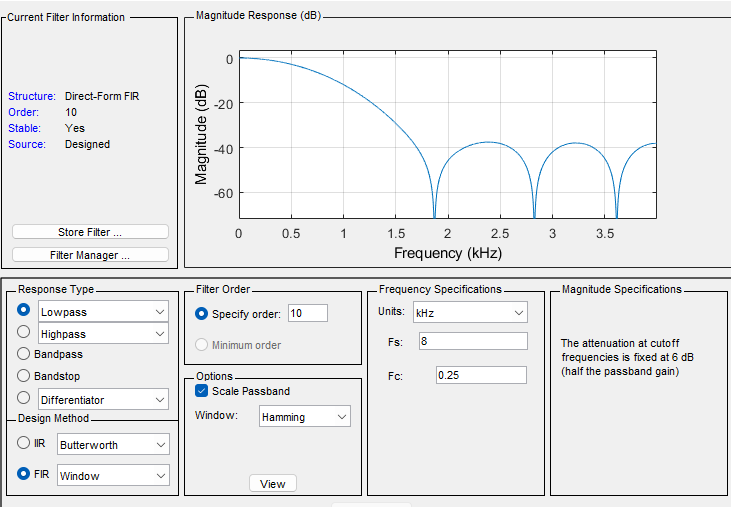 Current Filter Information
Structure: Direct-Form FIR
Order: 10
Stable: Yes
Source: Designed
Store Filter ...
Filter Manager ...
Magnitude Response (dB)
Magnitude (dB)
0
-20
-40
-60
0 0.5 1 1.5 2 2.5 3 3.5
Frequency (kHz)
Response Type
Lowpass
Highpass
Bandpass
Bandstop
Differentiator
Design Method
IIR Butterworth
FIR Window
Filter Order
Specify order: 10
Minimum order
Options
Scale Passband
Window: Hamming
View
Frequency Specifications
Units: kHz
Fs: 8
Fc: 0.25
Magnitude Specifications
The attenuation at cutoff
frequencies is fixed at 6 dB
(half the passband gain)